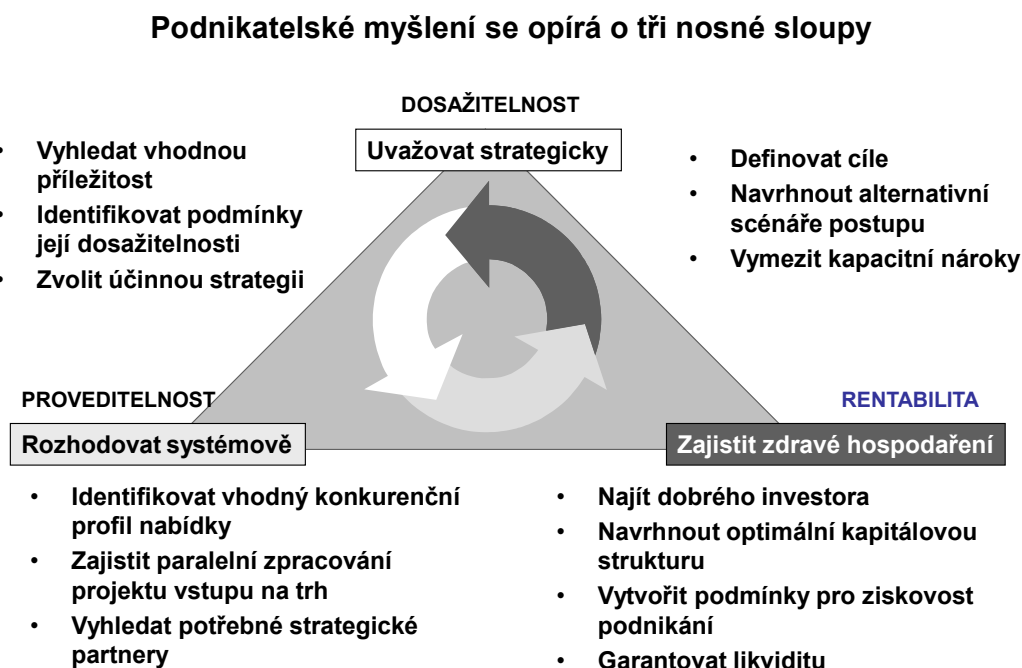 Podnikatelské myšlení se opírá o tři nosné sloupy
DOSAŽITELNOST
Uvažovat strategicky
• Vyhledat vhodnou
příležitost
• Identifikovat podmínky
její dosažitelnosti
• Zvolit účinnou strategii
• Definovat cíle
• Navrhnout alternativní
scénáře postupu
• Vymezit kapacitní nároky
PROVEDITELNOST
Rozhodovat systémově
RENTABILITA
Zajistit zdravé hospodaření
• Identifikovat vhodný konkurenční
profil nabídky
• Zajistit paralelní zpracování
projektu vstupu na trh
• Vyhledat potřebné strategické
partnery
• Najít dobrého investora
• Navrhnout optimální kapitálovou
strukturu
• Vytvořit podmínky pro ziskovost
podnikání
• Garantovat likviditu